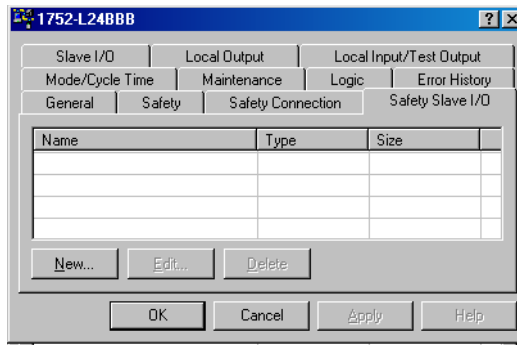 1752-L24BBB
Slave I/O Local Output Local Input/Test Output
Mode/Cycle Time Maintenance Logic Error History
General Safety Safety Connection Safety Slave I/O
Name Type Size
New... Edit... Delete
OK Cancel Apply Help